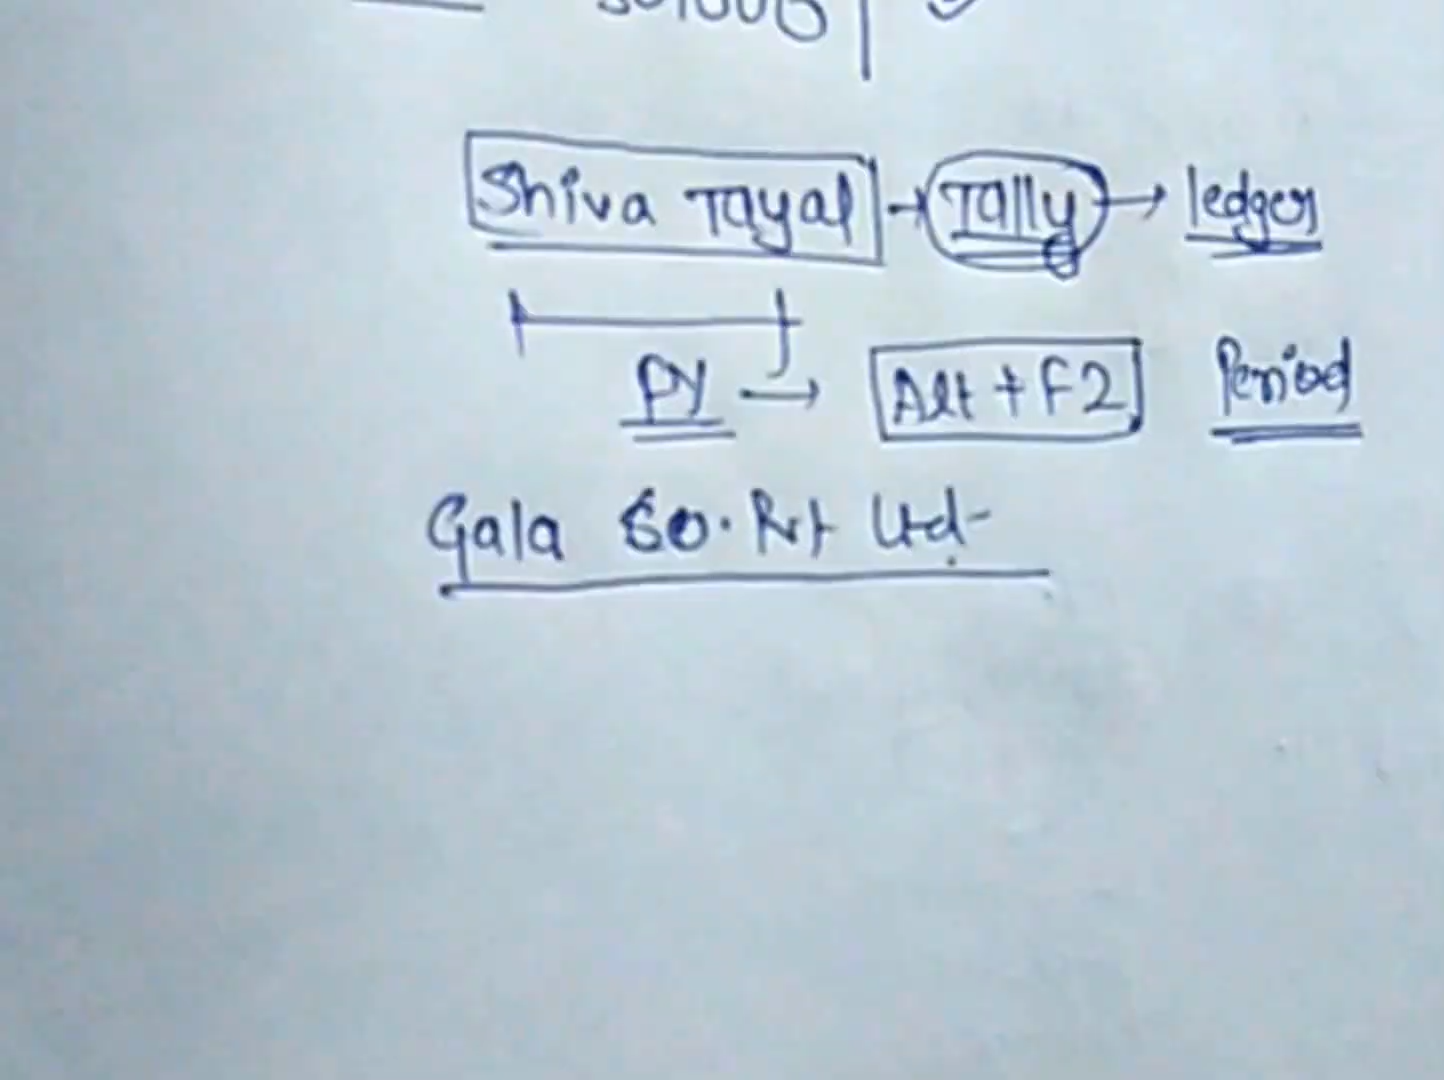 Shiva Tayal → Tally → ledger
PY → Alt + F2 Period
Gala Co. Pvt Ltd-